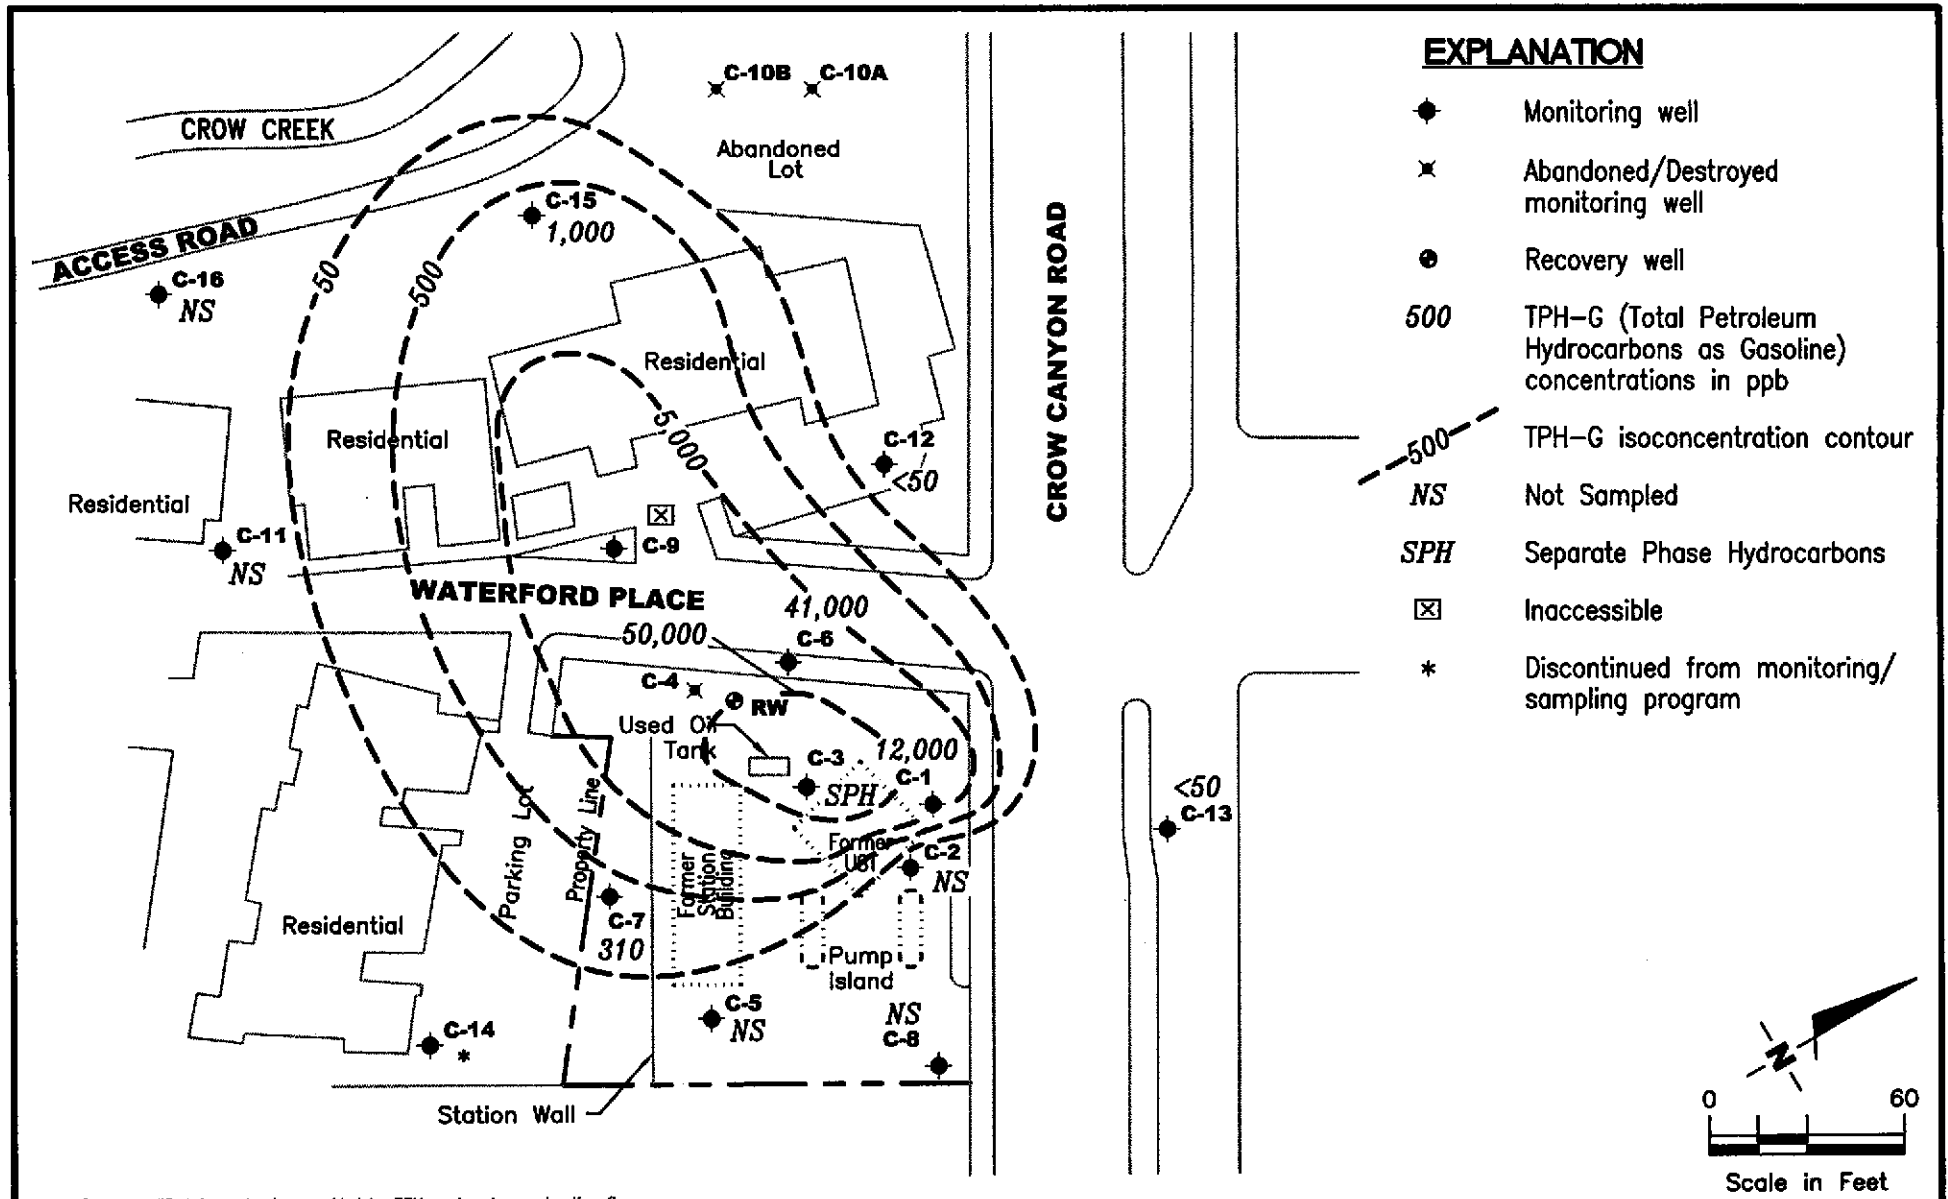 EXPLANATION
Monitoring well
Abandoned/Destroyed
monitoring well
Recovery well
500
TPH-G (Total Petroleum
Hydrocarbons as Gasoline)
concentrations in ppb
500
TPH-G isoconcentration contour
NS
Not Sampled
SPH
Separate Phase Hydrocarbons
Inaccessible
*
Discontinued from monitoring/
sampling program
C-10B
C-10A
CROW CREEK
Abandoned
Lot
C-15
1,000
ACCESS ROAD
C-16
NS
50
500
CROW CANYON ROAD
Residential
5,000
Residential
C-12
<50
Residential
C-11
NS
C-9
WATERFORD PLACE
41,000
50,000
C-6
C-4
RW
Used Oil
Tank
12,000
C-3
C-1
SPH
<50
C-13
Parking Lot
Property Line
Former
Station
Building
Former
UST
C-2
NS
Residential
C-7
310
Pump
Island
C-5
NS
NS
C-8
C-14
*
Station Wall
N
0
60
Scale in Feet